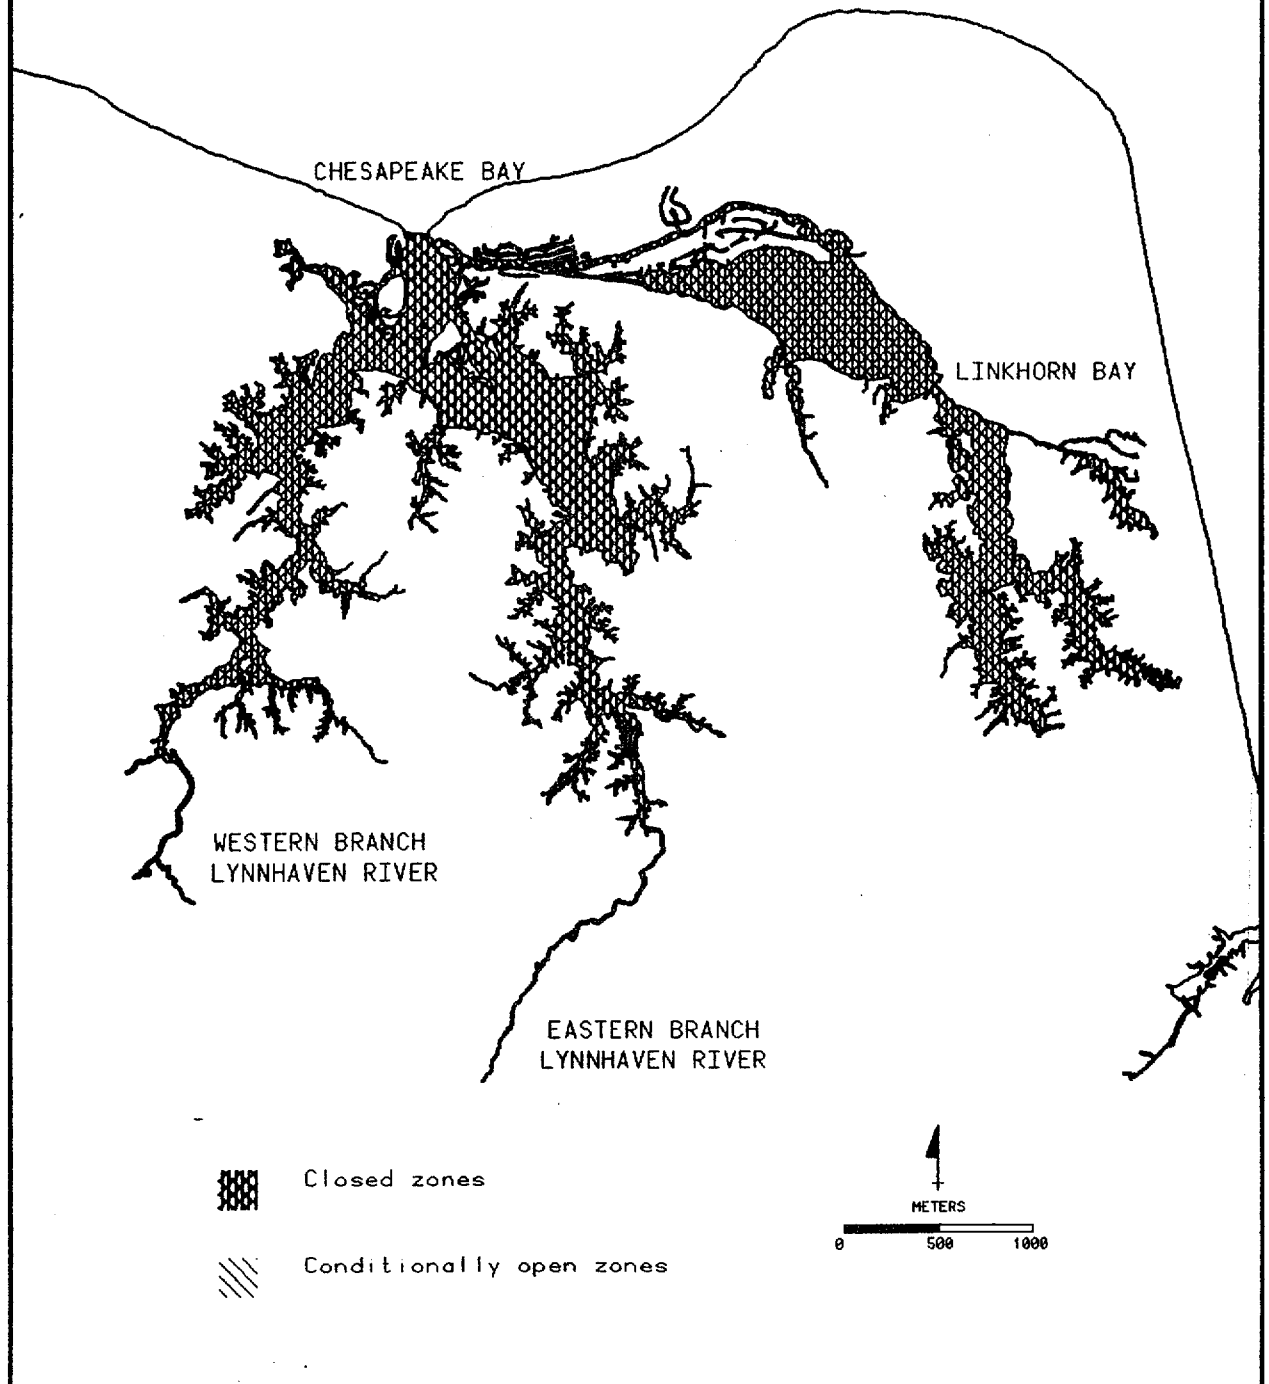 CHESAPEAKE BAY
LINKHORN BAY
WESTERN BRANCH
LYNNHAVEN RIVER
EASTERN BRANCH
LYNNHAVEN RIVER
Closed zones
METERS
0 500 1000
Conditionally open zones